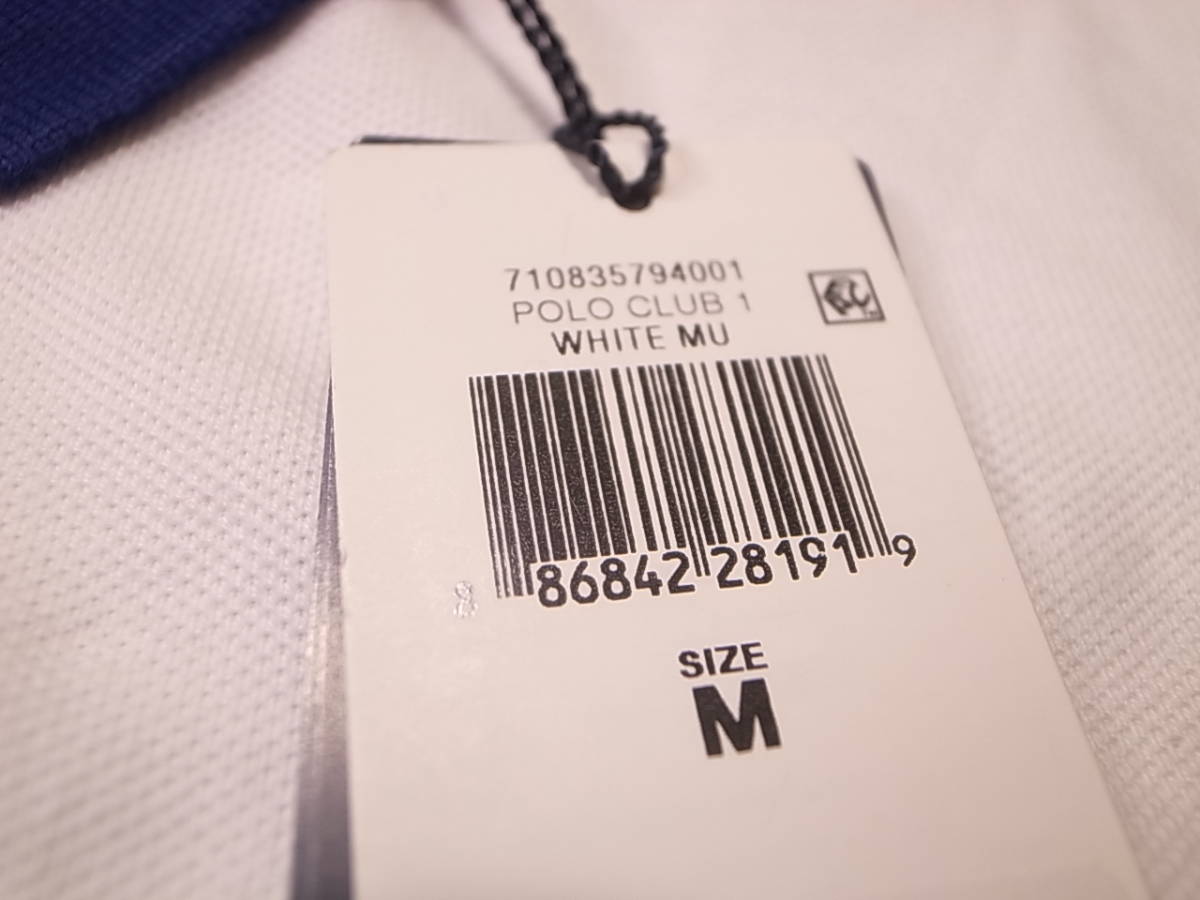 710835794001
POLO CLUB 1
WHITE MU
8 86842 28191 9
SIZE
M